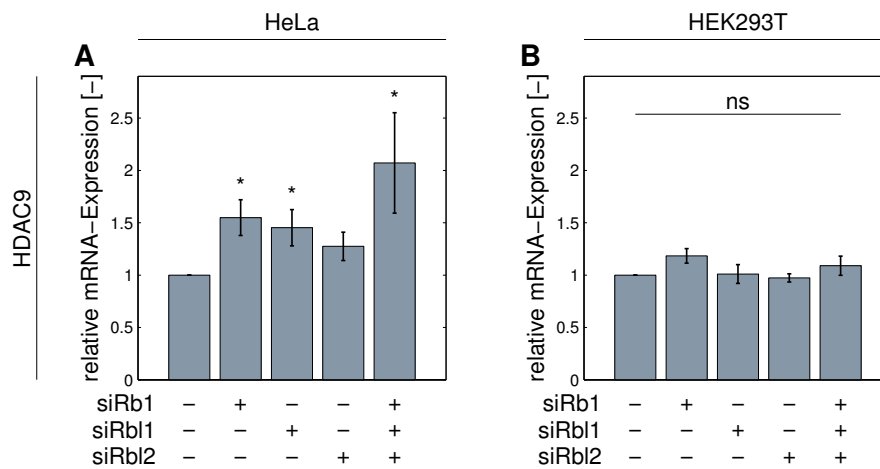 HeLa
HEK293T
A
B
HDAC9
relative mRNA−Expression [−]
2.5
2
1.5
1
0.5
0
*
*
*
relative mRNA−Expression [−]
2.5
2
1.5
1
0.5
0
ns
siRb1 − + − − +
siRbl1 − − + − +
siRbl2 − − − + +
siRb1 − + − − +
siRbl1 − − + − +
siRbl2 − − − + +